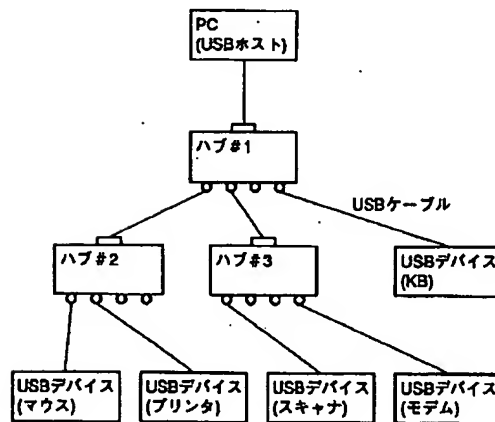 PC
(USBホスト)
ハブ#1
USBケーブル
ハブ#2
ハブ#3
USBデバイス
(KB)
USBデバイス
(マウス)
USBデバイス
(プリンタ)
USBデバイス
(スキャナ)
USBデバイス
(モデム)